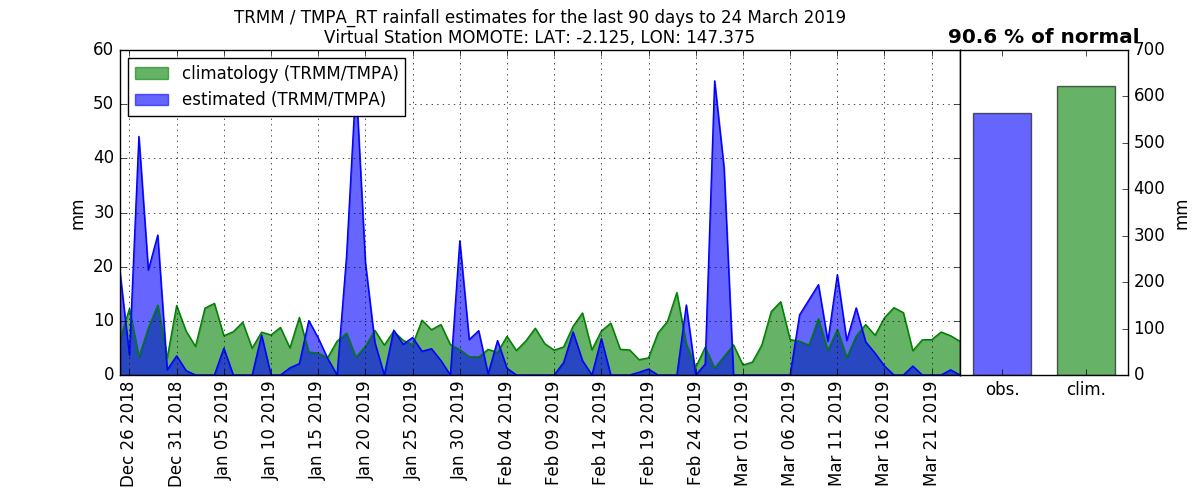 TRMM / TMPA_RT rainfall estimates for the last 90 days to 24 March 2019
Virtual Station MOMOTE: LAT: -2.125, LON: 147.375
90.6 % of normal
climatology (TRMM/TMPA)
estimated (TRMM/TMPA)
60
50
40
30
20
10
0
mm
Dec 26 2018
Dec 31 2018
Jan 05 2019
Jan 10 2019
Jan 15 2019
Jan 20 2019
Jan 25 2019
Jan 30 2019
Feb 04 2019
Feb 09 2019
Feb 14 2019
Feb 19 2019
Feb 24 2019
Mar 01 2019
Mar 06 2019
Mar 11 2019
Mar 16 2019
Mar 21 2019
700
600
500
400
300
200
100
0
mm
obs.
clim.